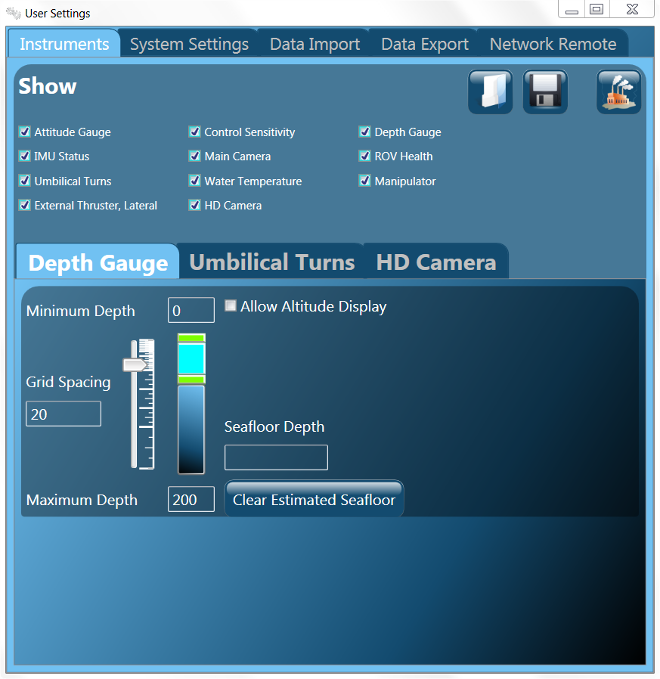 User Settings
Instruments System Settings Data Import Data Export Network Remote
Show
Attitude Gauge Control Sensitivity Depth Gauge
IMU Status Main Camera ROV Health
Umbilical Turns Water Temperature Manipulator
External Thruster, Lateral HD Camera
Depth Gauge Umbilical Turns HD Camera
Minimum Depth 0 Allow Altitude Display
Grid Spacing
20
Seafloor Depth
Maximum Depth 200 Clear Estimated Seafloor